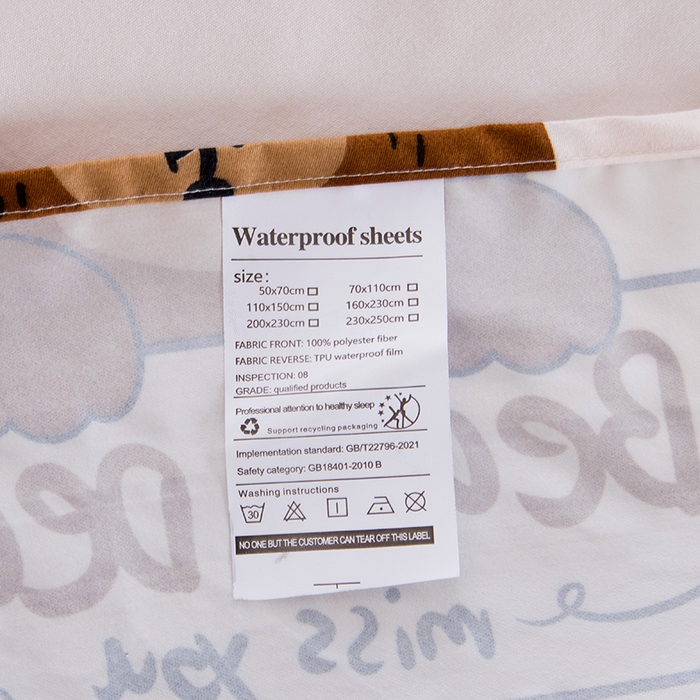 Waterproof sheets
size:
50x70cm 70x110cm
110x150cm 160x230cm
200x230cm 230x250cm
FABRIC FRONT: 100% polyester fiber
FABRIC REVERSE: TPU waterproof film
INSPECTION: 08
GRADE: qualified products
Professional attention to healthy sleep
Support recycling packaging
Implementation standard: GB/T22796-2021
Safety category: GB18401-2010 B
Washing instructions
30
NO ONE BUT THE CUSTOMER CAN TEAR OFF THIS LABEL
miss you